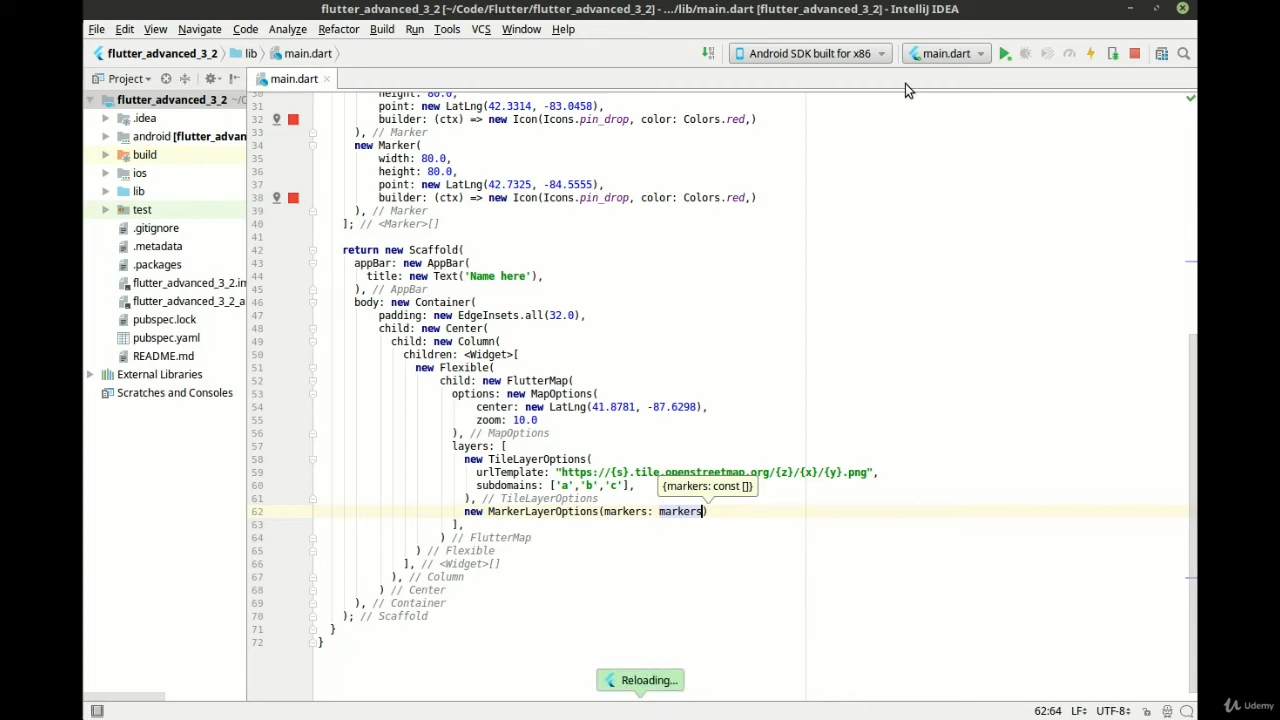 flutter_advanced_3_2 [~/Code/Flutter/flutter_advanced_3_2] - .../lib/main.dart [flutter_advanced_3_2] - IntelliJ IDEA
File Edit View Navigate Code Analyze Refactor Build Run Tools VCS Window Help
flutter_advanced_3_2 lib main.dart Android SDK built for x86 main.dart
Project main.dart
flutter_advanced_3_2 ~/C
.idea
android [flutter_advan
build
ios
lib
test
.gitignore
.metadata
.packages
flutter_advanced_3_2.im
flutter_advanced_3_2_a
pubspec.lock
pubspec.yaml
README.md
External Libraries
Scratches and Consoles
30 height: 80.0,
31 point: new LatLng(42.3314, -83.0458),
32 builder: (ctx) => new Icon(Icons.pin_drop, color: Colors.red,)
33 ), // Marker
34 new Marker(
35 width: 80.0,
36 height: 80.0,
37 point: new LatLng(42.7325, -84.5555),
38 builder: (ctx) => new Icon(Icons.pin_drop, color: Colors.red,)
39 ), // Marker
40 ]; // <Marker>[]
41
42 return new Scaffold(
43 appBar: new AppBar(
44 title: new Text('Name here'),
45 ), // AppBar
46 body: new Container(
47 padding: new EdgeInsets.all(32.0),
48 child: new Center(
49 child: new Column(
50 children: <Widget>[
51 new Flexible(
52 child: new FlutterMap(
53 options: new MapOptions(
54 center: new LatLng(41.8781, -87.6298),
55 zoom: 10.0
56 ), // MapOptions
57 layers: [
58 new TileLayerOptions(
59 urlTemplate: "https://{s}.tile.openstreetmap.org/{z}/{x}/{y}.png",
60 subdomains: ['a','b','c'],
{markers: const []}
61 ), // TileLayerOptions
62 new MarkerLayerOptions(markers: markers)
63 ],
64 ) // FlutterMap
65 ) // Flexible
66 ], // <Widget>[]
67 ), // Column
68 ) // Center
69 ), // Container
70 ); // Scaffold
71 }
72 }
Reloading...
62:64 LF UTF-8
Udemy